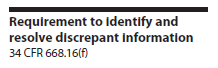 Requirement to identify and
resolve discrepant information
34 CFR 668.16(f)